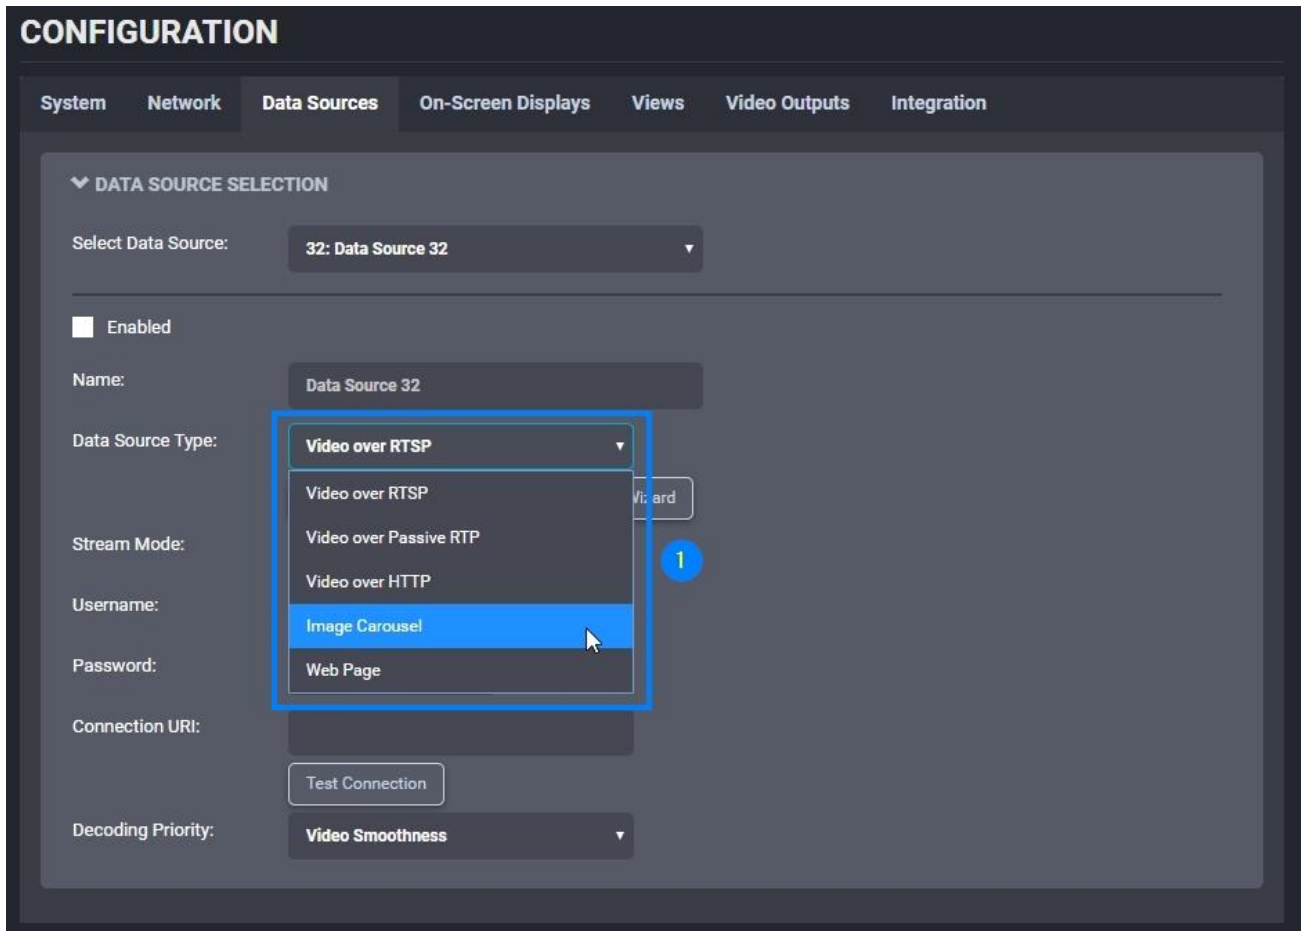 CONFIGURATION
System Network Data Sources On-Screen Displays Views Video Outputs Integration
DATA SOURCE SELECTION
Select Data Source: 32: Data Source 32
Enabled
Name: Data Source 32
Data Source Type: Video over RTSP
Video over RTSP
Video over Passive RTP
Stream Mode:
1
Video over HTTP
Username:
Image Carousel
Password:
Web Page
Connection URI:
Test Connection
Decoding Priority: Video Smoothness